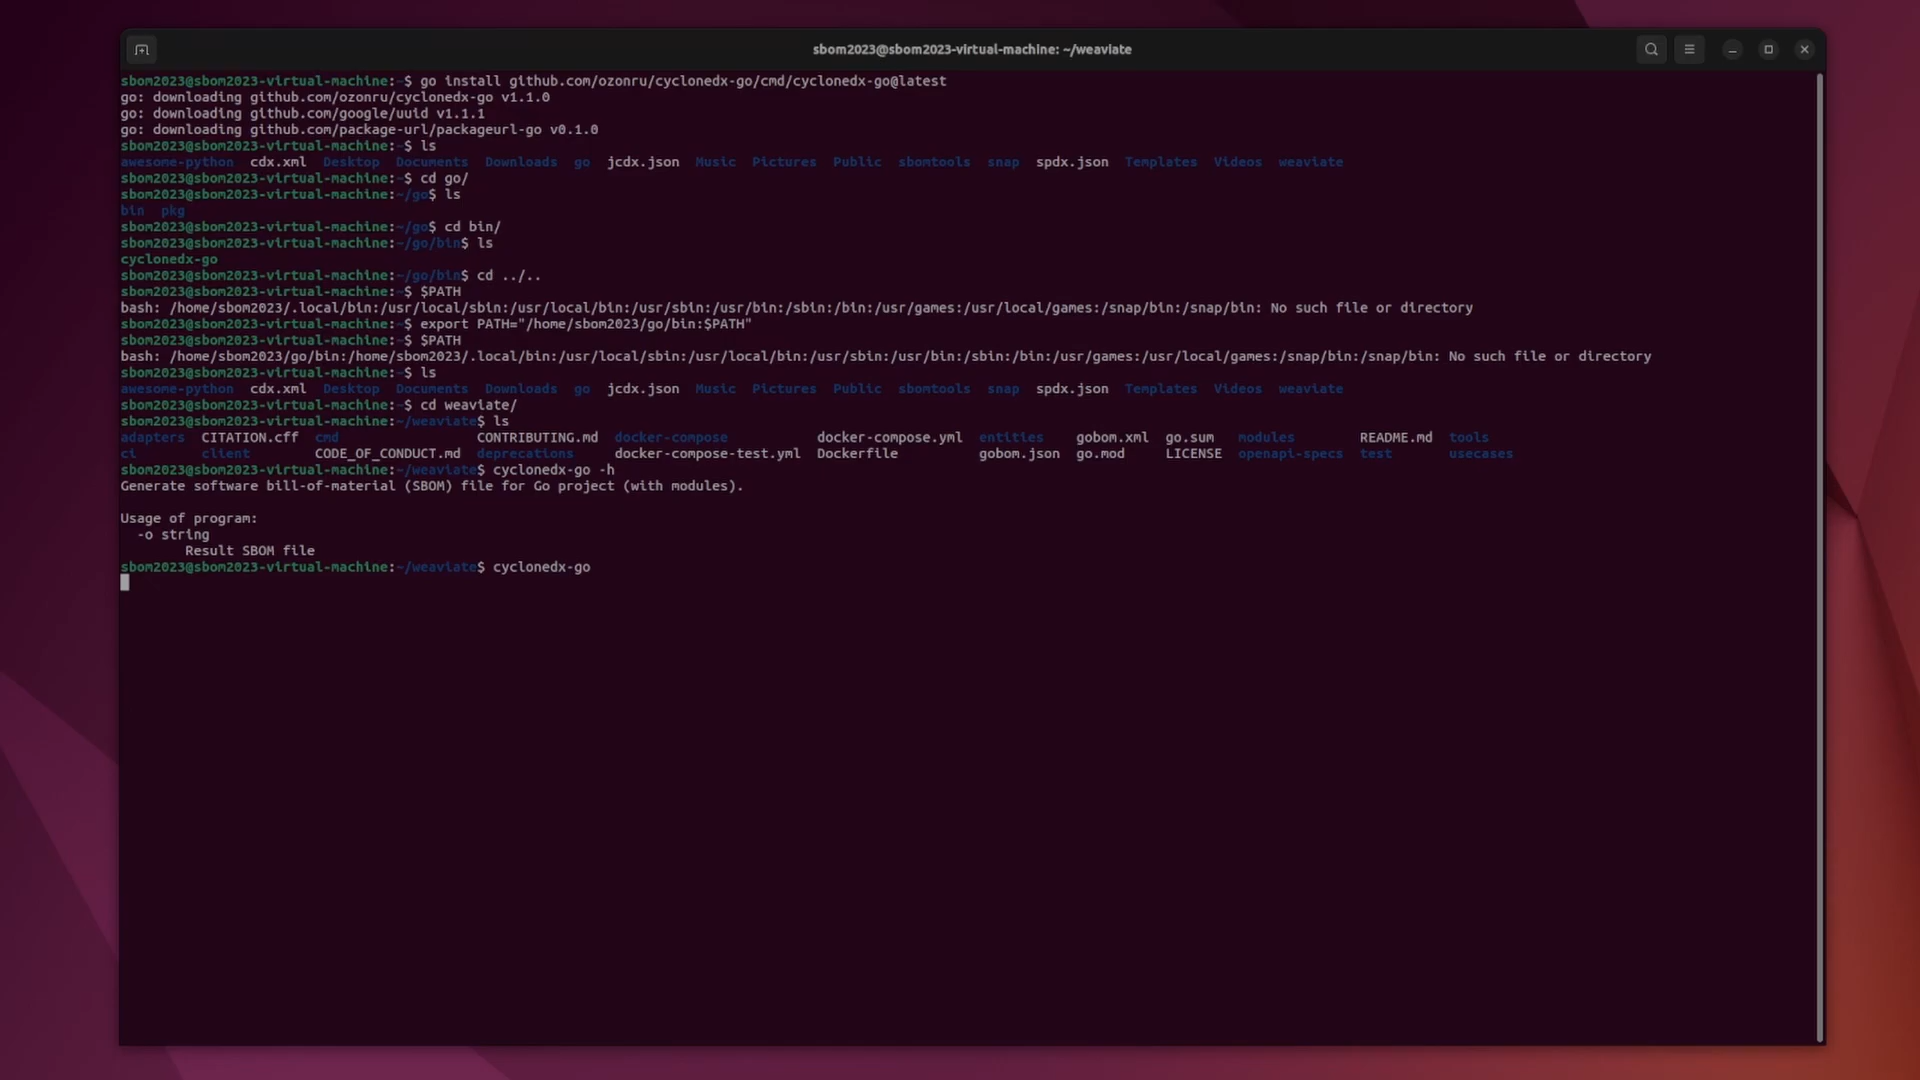 sbom2023@sbom2023-virtual-machine: ~/weaviate
sbom2023@sbom2023-virtual-machine:~$ go install github.com/ozonru/cyclonedx-go/cmd/cyclonedx-go@latest
go: downloading github.com/ozonru/cyclonedx-go v1.1.0
go: downloading github.com/google/uuid v1.1.1
go: downloading github.com/package-url/packageurl-go v0.1.0
sbom2023@sbom2023-virtual-machine:~$ ls
awesome-python  cdx.xml  Desktop  Documents  Downloads  go  jcdx.json  Music  Pictures  Public  sbomtools  snap  spdx.json  Templates  Videos  weaviate
sbom2023@sbom2023-virtual-machine:~$ cd go/
sbom2023@sbom2023-virtual-machine:~/go$ ls
bin  pkg
sbom2023@sbom2023-virtual-machine:~/go$ cd bin/
sbom2023@sbom2023-virtual-machine:~/go/bin$ ls
cyclonedx-go
sbom2023@sbom2023-virtual-machine:~/go/bin$ cd ../..
sbom2023@sbom2023-virtual-machine:~$ $PATH
bash: /home/sbom2023/.local/bin:/usr/local/sbin:/usr/local/bin:/usr/sbin:/usr/bin:/sbin:/bin:/usr/games:/usr/local/games:/snap/bin:/snap/bin: No such file or directory
sbom2023@sbom2023-virtual-machine:~$ export PATH="/home/sbom2023/go/bin:$PATH"
sbom2023@sbom2023-virtual-machine:~$ $PATH
bash: /home/sbom2023/go/bin:/home/sbom2023/.local/bin:/usr/local/sbin:/usr/local/bin:/usr/sbin:/usr/bin:/sbin:/bin:/usr/games:/usr/local/games:/snap/bin:/snap/bin: No such file or directory
sbom2023@sbom2023-virtual-machine:~$ ls
awesome-python  cdx.xml  Desktop  Documents  Downloads  go  jcdx.json  Music  Pictures  Public  sbomtools  snap  spdx.json  Templates  Videos  weaviate
sbom2023@sbom2023-virtual-machine:~$ cd weaviate/
sbom2023@sbom2023-virtual-machine:~/weaviate$ ls
adapters  CITATION.cff  cmd  CONTRIBUTING.md  docker-compose  docker-compose.yml  entities  gobom.xml  go.sum  modules  README.md  tools
ci  client  CODE_OF_CONDUCT.md  deprecations  docker-compose-test.yml  Dockerfile  gobom.json  go.mod  LICENSE  openapi-specs  test  usecases
sbom2023@sbom2023-virtual-machine:~/weaviate$ cyclonedx-go -h
Generate software bill-of-material (SBOM) file for Go project (with modules).
Usage of program:
-o string
Result SBOM file
sbom2023@sbom2023-virtual-machine:~/weaviate$ cyclonedx-go